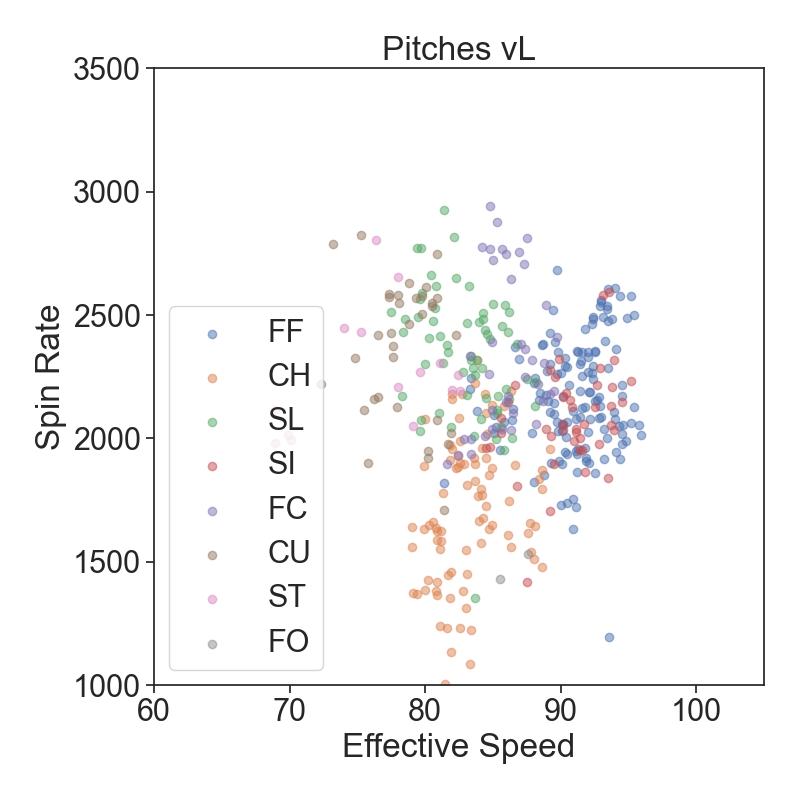 Pitches vL
3500
3000
2500
2000
1500
1000
Spin Rate
FF
CH
SL
SI
FC
CU
ST
FO
60 70 80 90 100
Effective Speed